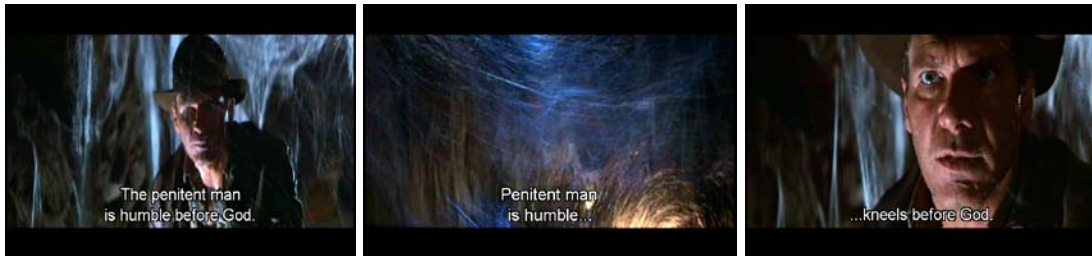 The penitent man
is humble before God.
Penitent man
is humble...
...kneels before God.